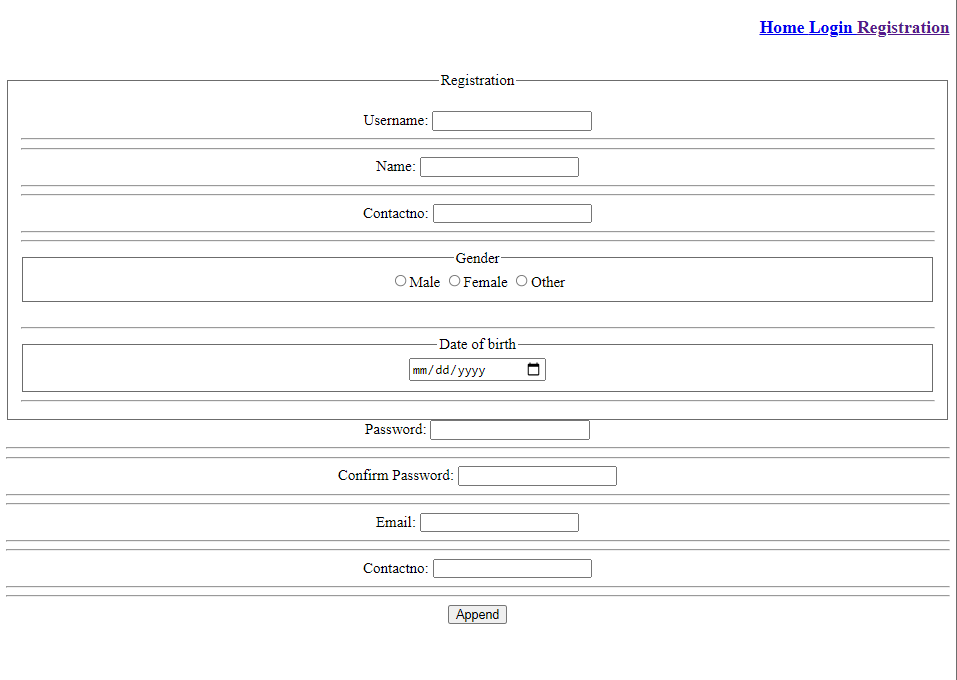 Home Login Registration
Registration
Username:
Name:
Contactno:
Gender
Male Female Other
Date of birth
mm/dd/yyyy
Password:
Confirm Password:
Email:
Contactno:
Append